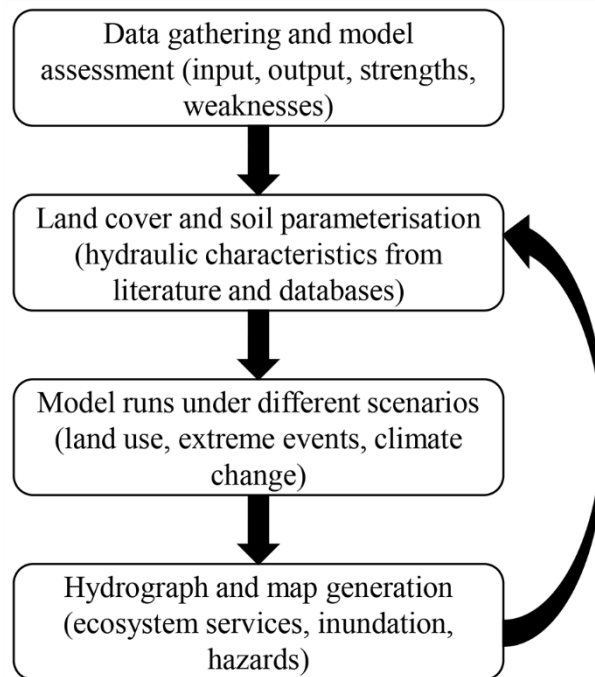 Data gathering and model
assessment (input, output, strengths,
weaknesses)
Land cover and soil parameterisation
(hydraulic characteristics from
literature and databases)
Model runs under different scenarios
(land use, extreme events, climate
change)
Hydrograph and map generation
(ecosystem services, inundation,
hazards)